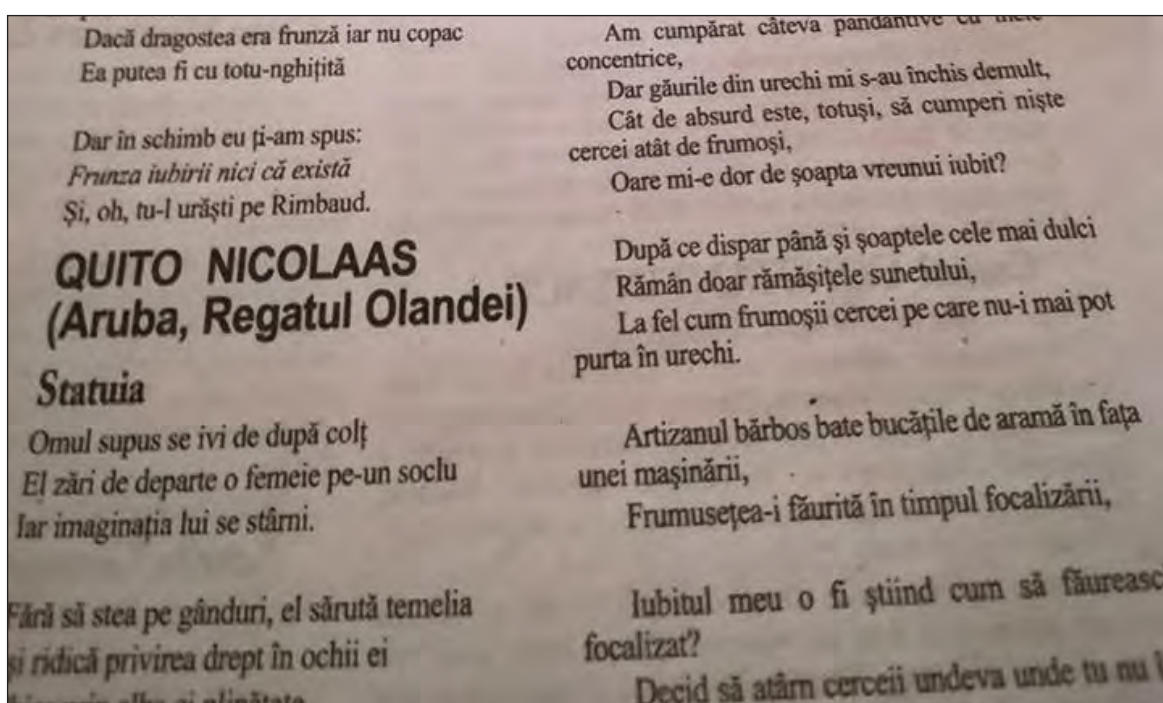 Dacă dragostea era frunză iar nu copac
Ea putea fi cu totu-nghițită
Dar în schimb eu ți-am spus:
Frunza iubirii nici că există
Și, oh, tu-l urăști pe Rimbaud.
QUITO NICOLAAS
(Aruba, Regatul Olandei)
Statuia
Omul supus se ivi de după colț
El zări de departe o femeie pe-un soclu
Iar imaginația lui se stârni.
Fără să stea pe gânduri, el sărută temelia
și ridică privirea drept în ochii ei
Am cumpărat câteva pandantive cu inele
concentrice,
Dar găurile din urechi mi s-au închis demult,
Cât de absurd este, totuși, să cumperi niște
cercei atât de frumoși,
Oare mi-e dor de șoapta vreunui iubit?
După ce dispar până și șoaptele cele mai dulci
Rămân doar rămășițele sunetului,
La fel cum frumoșii cercei pe care nu-i mai pot
purta în urechi.
Artizanul bărbos bate bucățile de aramă în fața
unei mașinării,
Frumusețea-i făurită în timpul focalizării,
Iubitul meu o fi știind cum să făureasc
focalizat?
Decid să atârn cerceii undeva unde tu nu